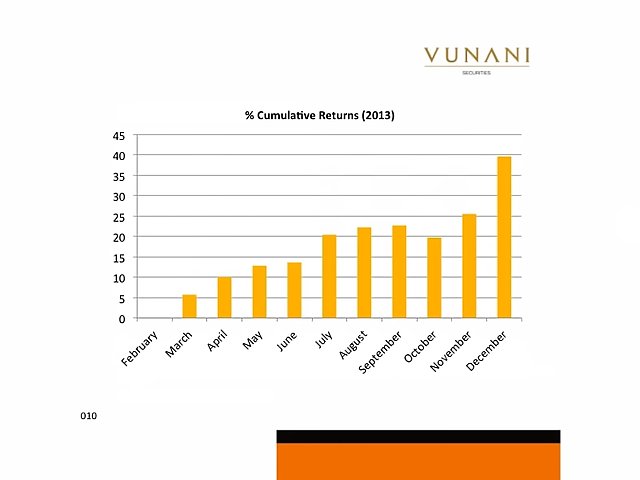 VUNANI
SECURITIES
% Cumulative Returns (2013)
45
40
35
30
25
20
15
10
5
0
February
March
April
May
June
July
August
September
October
November
December
010